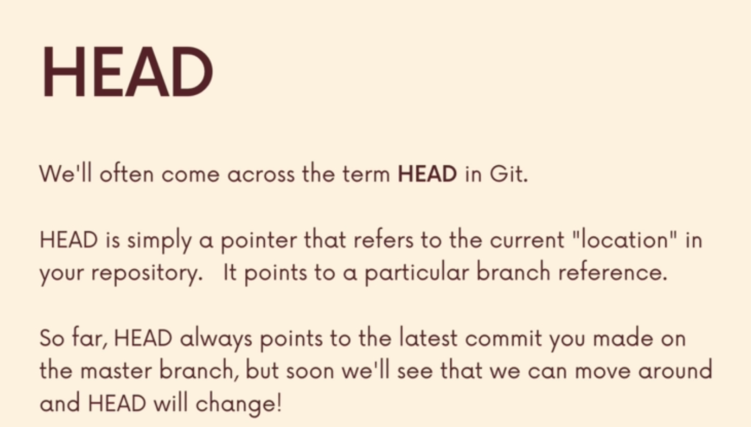 HEAD
We'll often come across the term HEAD in Git.
HEAD is simply a pointer that refers to the current "location" in
your repository.   It points to a particular branch reference.
So far, HEAD always points to the latest commit you made on
the master branch, but soon we'll see that we can move around
and HEAD will change!